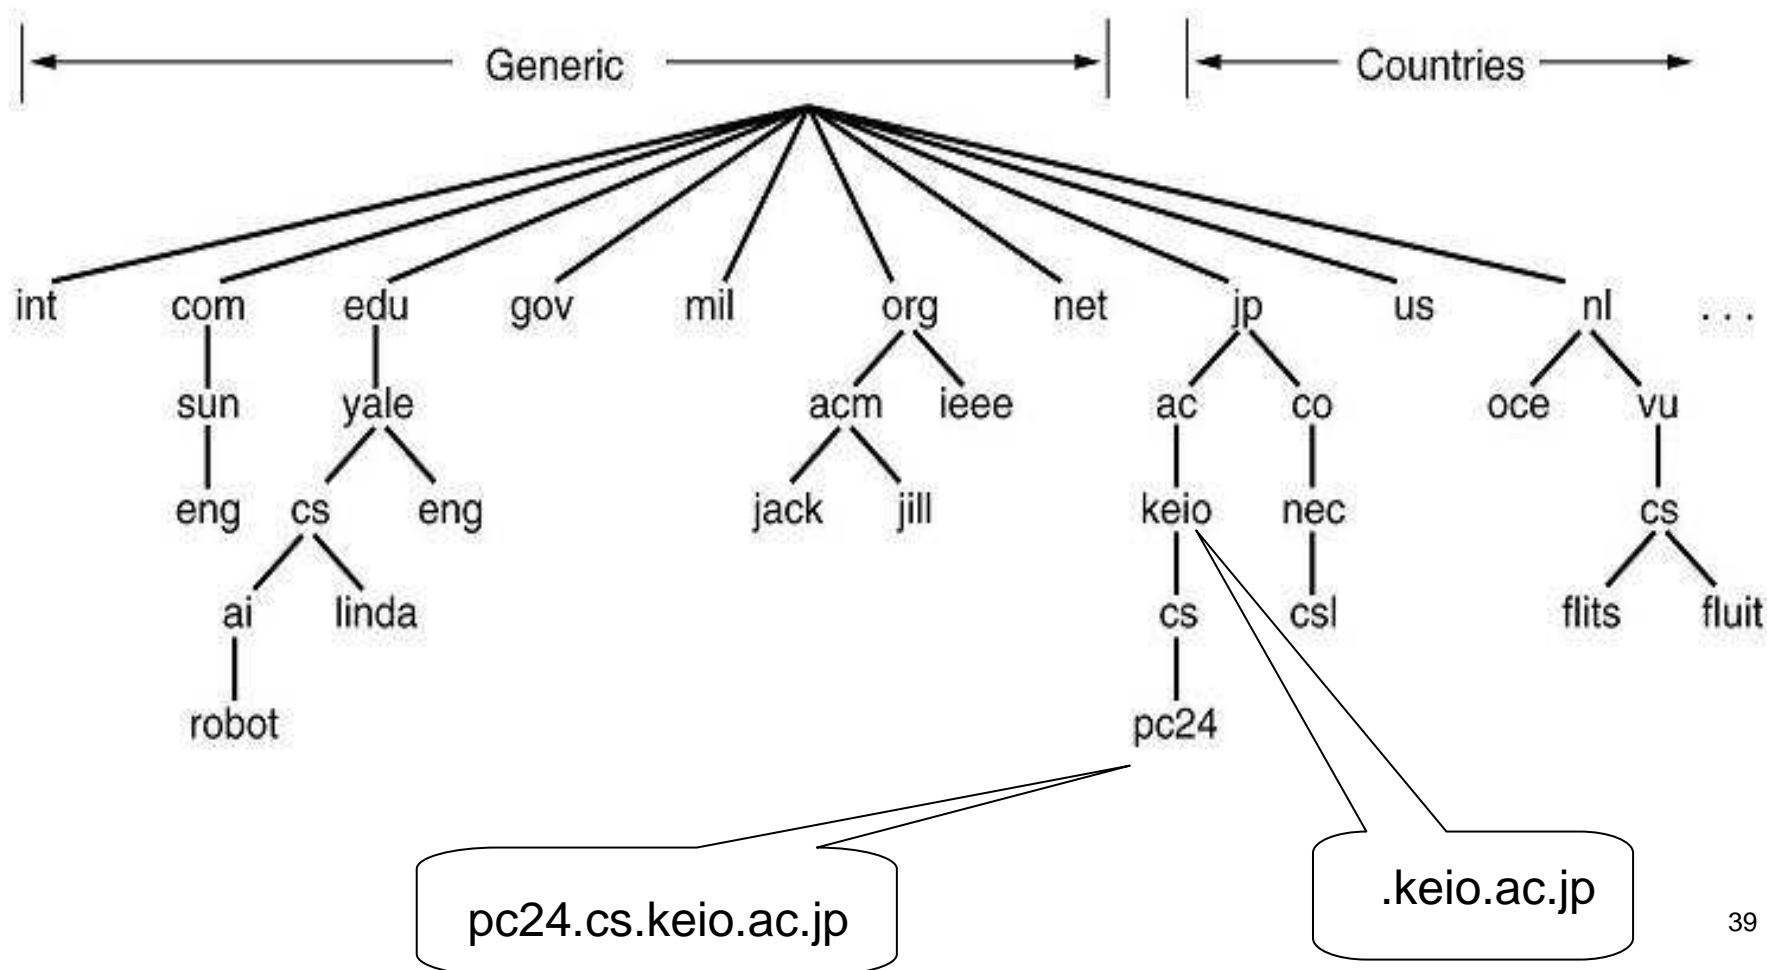 Generic Countries
int com edu gov mil org net jp us nl ...
sun yale acm ieee ac co oce vu
eng cs eng jack jill keio nec cs
ai linda cs csl flits fluit
robot pc24
.keio.ac.jp
pc24.cs.keio.ac.jp
39